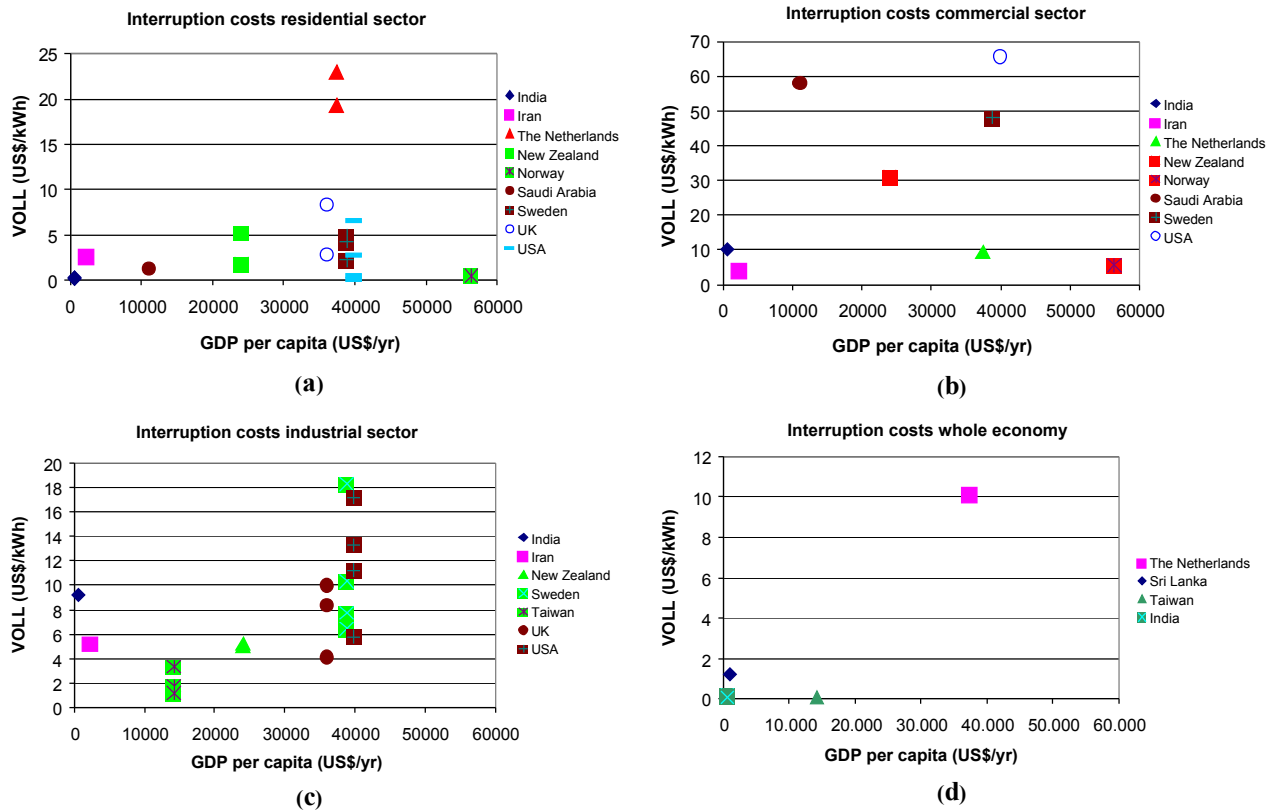 Interruption costs residential sector
VOLL (US$/kWh)
25
20
15
10
5
0
0 10000 20000 30000 40000 50000 60000
GDP per capita (US$/yr)
India
Iran
The Netherlands
New Zealand
Norway
Saudi Arabia
Sweden
UK
USA
(a)
Interruption costs commercial sector
VOLL (US$/kWh)
70
60
50
40
30
20
10
0
0 10000 20000 30000 40000 50000 60000
GDP per capita (US$/yr)
India
Iran
The Netherlands
New Zealand
Norway
Saudi Arabia
Sweden
USA
(b)
Interruption costs industrial sector
VOLL (US$/kWh)
20
18
16
14
12
10
8
6
4
2
0
0 10000 20000 30000 40000 50000 60000
GDP per capita (US$/yr)
India
Iran
New Zealand
Sweden
Taiwan
UK
USA
(c)
Interruption costs whole economy
VOLL (US$/kWh)
12
10
8
6
4
2
0
0 10.000 20.000 30.000 40.000 50.000 60.000
GDP per capita (US$/yr)
The Netherlands
Sri Lanka
Taiwan
India
(d)